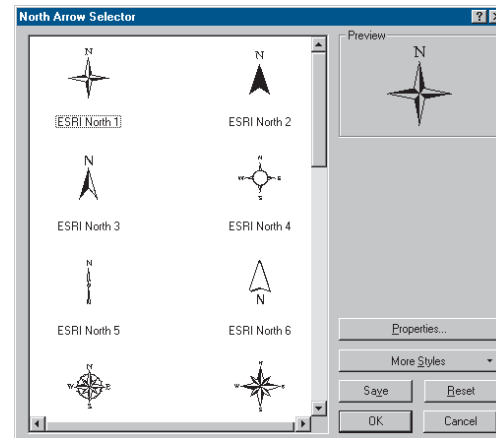 North Arrow Selector
Preview
N
N
N
ESRI North 1
ESRI North 2
N
N
W
E
S
ESRI North 3
ESRI North 4
N
N
ESRI North 5
ESRI North 6
Properties...
More Styles
N
W
E
S
N
W
E
S
Save
Reset
OK
Cancel